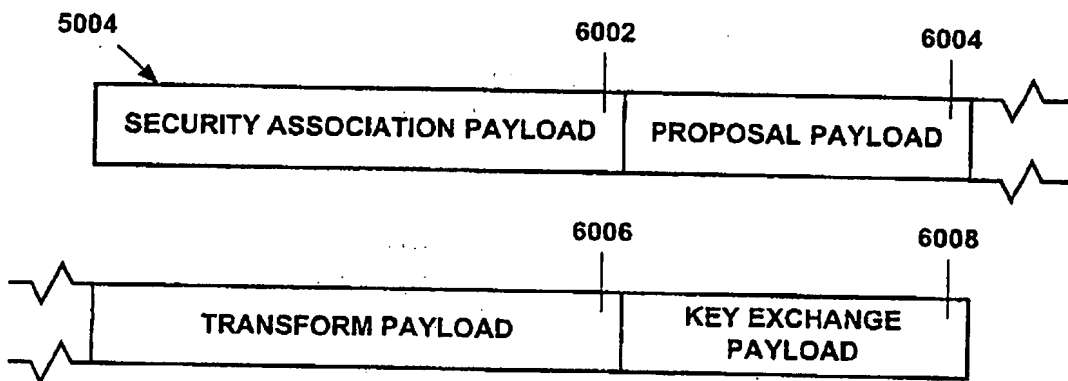 5004
6002
6004
SECURITY ASSOCIATION PAYLOAD
PROPOSAL PAYLOAD
6006
6008
TRANSFORM PAYLOAD
KEY EXCHANGE
PAYLOAD